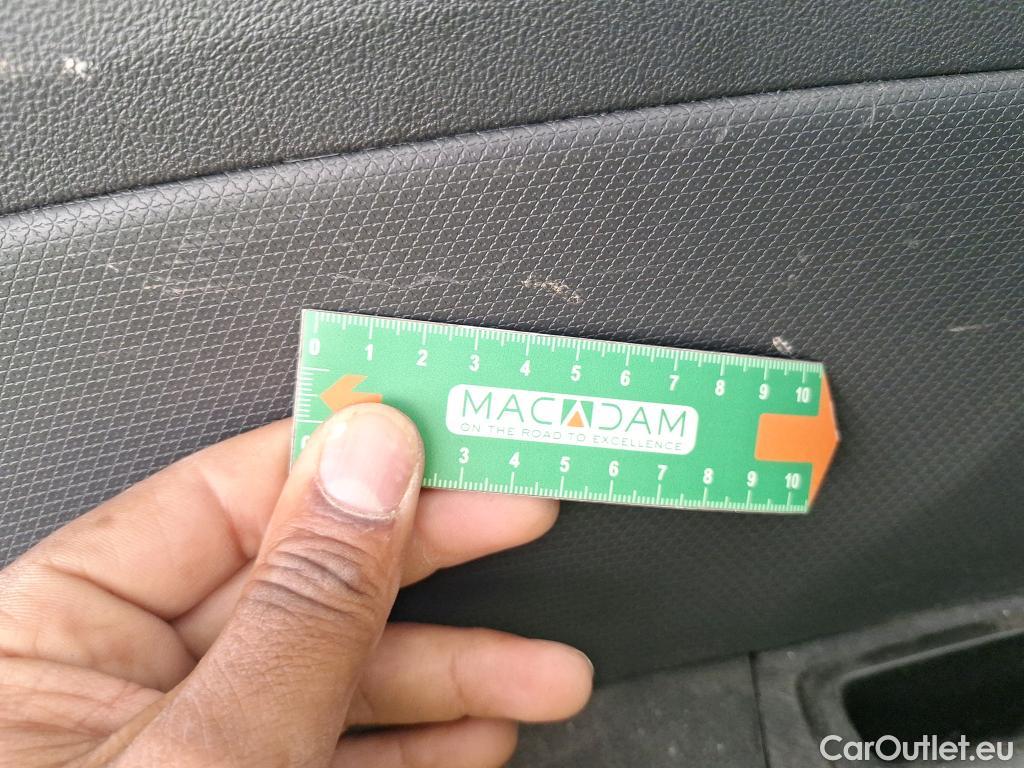 0 1 2 3 4 5 6 7 8 9 10
MACADAM
ON THE ROAD TO EXCELLENCE
3 4 5 6 7 8 9 10
CarOutlet.eu